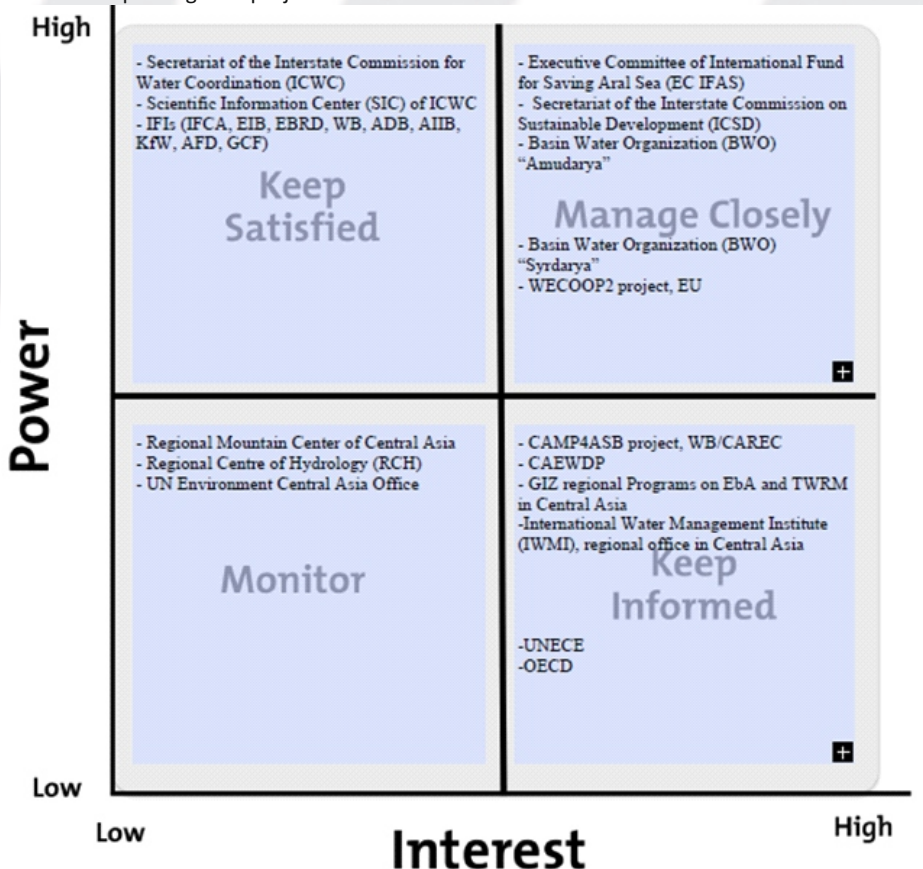 High
- Secretariat of the Interstate Commission for
Water Coordination (ICWC)
- Scientific Information Center (SIC) of ICWC
- IFIs (IFCA, EIB, EBRD, WB, ADB, AIIB,
KfW, AFD, GCF)
Keep
Satisfied
- Executive Committee of International Fund
for Saving Aral Sea (EC IFAS)
- Secretariat of the Interstate Commission on
Sustainable Development (ICSD)
- Basin Water Organization (BWO)
“Amudarya”
Manage Closely
- Basin Water Organization (BWO)
“Syrdarya”
- WECOOP2 project, EU
+
Power
- Regional Mountain Center of Central Asia
- Regional Centre of Hydrology (RCH)
- UN Environment Central Asia Office
Monitor
- CAMP4ASB project, WB/CAREC
- CAEWDP
- GIZ regional Programs on EbA and TWRM
in Central Asia
-International Water Management Institute
(IWMI), regional office in Central Asia
Keep
Informed
-UNECE
-OECD
+
Low
Low
Interest
High